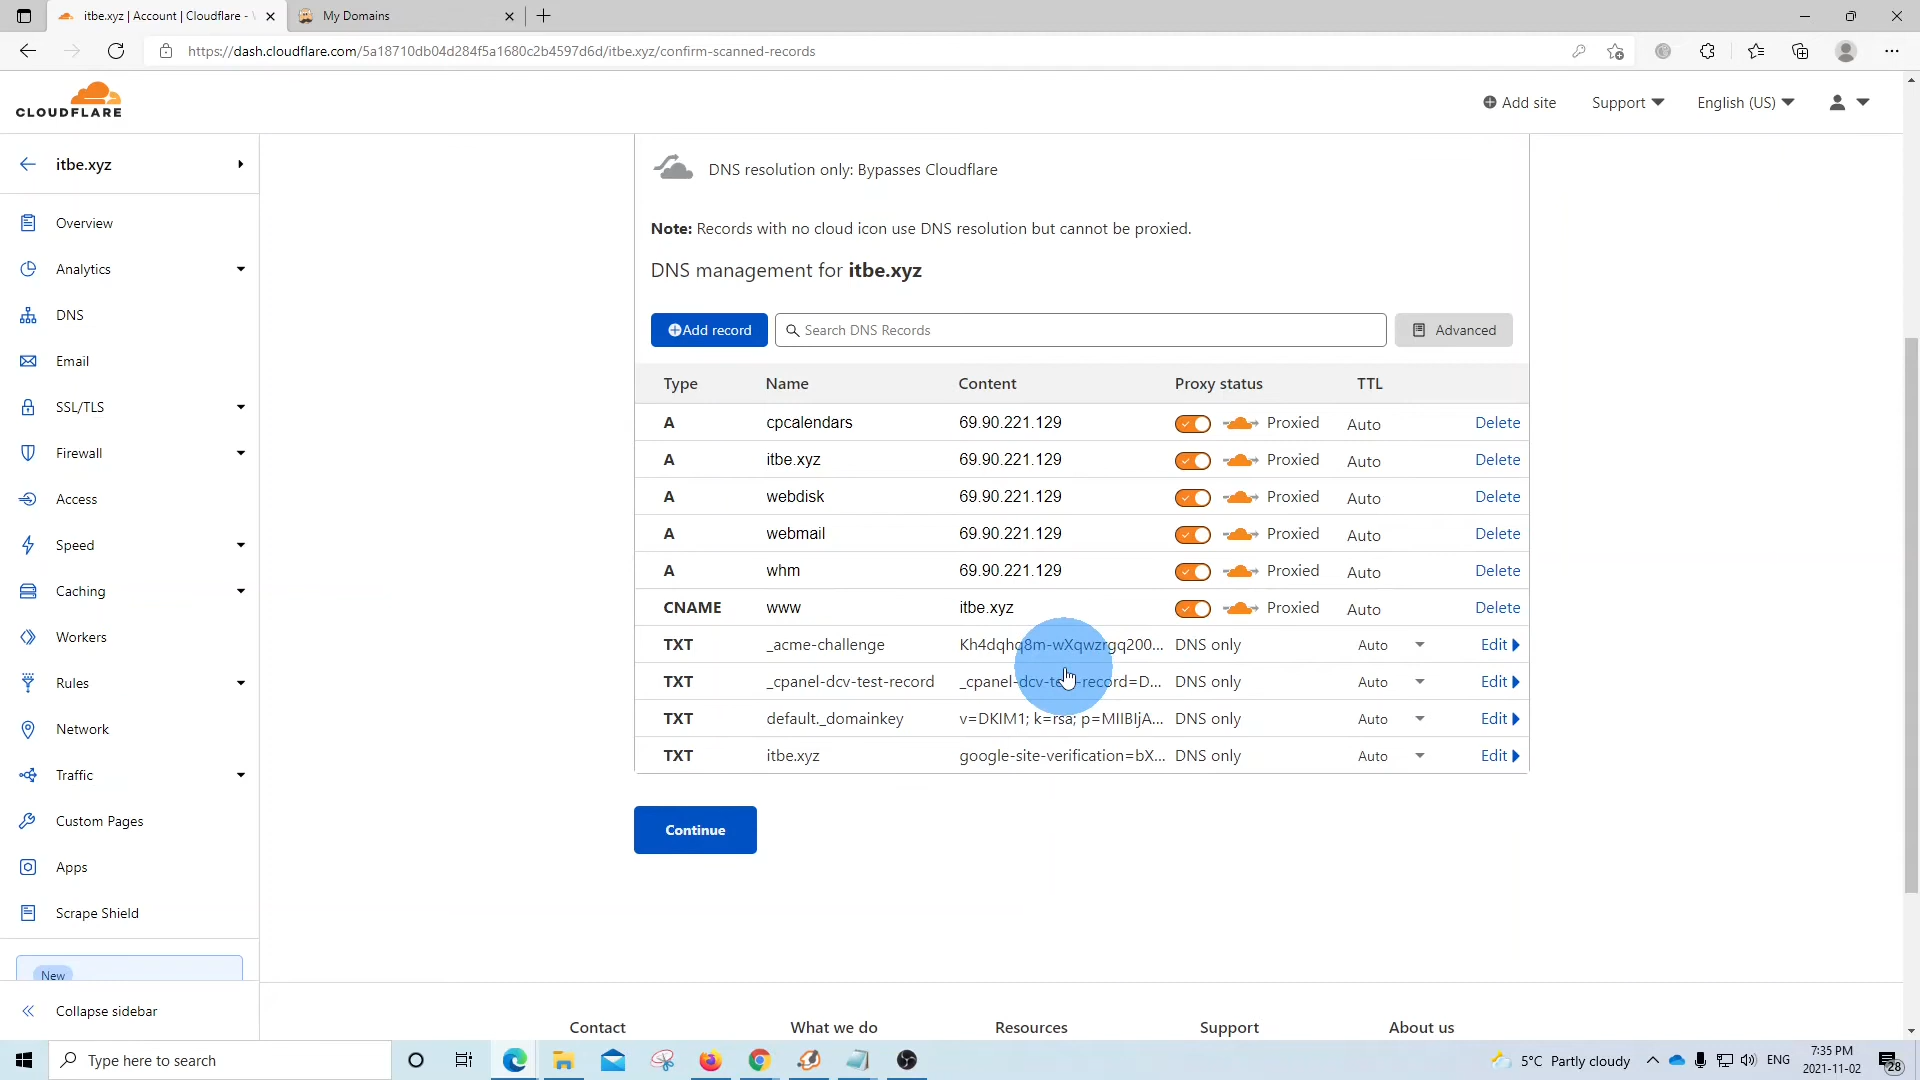 itbe.xyz | Account | Cloudflare -
My Domains
https://dash.cloudflare.com/5a18710db04d284f5a1680c2b4597d6d/itbe.xyz/confirm-scanned-records
CLOUDFLARE
Add site
Support
English (US)
itbe.xyz
Overview
Analytics
DNS
Email
SSL/TLS
Firewall
Access
Speed
Caching
Workers
Rules
Network
Traffic
Custom Pages
Apps
Scrape Shield
New
Collapse sidebar
DNS resolution only: Bypasses Cloudflare
Note: Records with no cloud icon use DNS resolution but cannot be proxied.
DNS management for itbe.xyz
Add record
Search DNS Records
Advanced
Type Name Content Proxy status TTL
A cpcalendars 69.90.221.129 Proxied Auto Delete
A itbe.xyz 69.90.221.129 Proxied Auto Delete
A webdisk 69.90.221.129 Proxied Auto Delete
A webmail 69.90.221.129 Proxied Auto Delete
A whm 69.90.221.129 Proxied Auto Delete
CNAME www itbe.xyz Proxied Auto Delete
TXT _acme-challenge Kh4dqhq8m-wXqwzrgq200... DNS only Auto Edit
TXT _cpanel-dcv-test-record _cpanel-dcv-test-record=D... DNS only Auto Edit
TXT default._domainkey v=DKIM1; k=rsa; p=MIIBIjA... DNS only Auto Edit
TXT itbe.xyz google-site-verification=bX... DNS only Auto Edit
Continue
Contact What we do Resources Support About us
Type here to search
5°C Partly cloudy
ENG
7:35 PM
2021-11-02
28